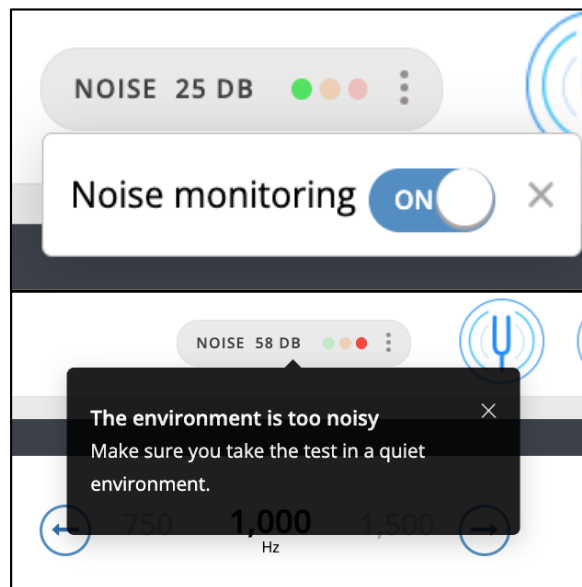 NOISE 25 DB
Noise monitoring ON
NOISE 58 DB
The environment is too noisy
Make sure you take the test in a quiet
environment.
750 1,000 1,500
Hz